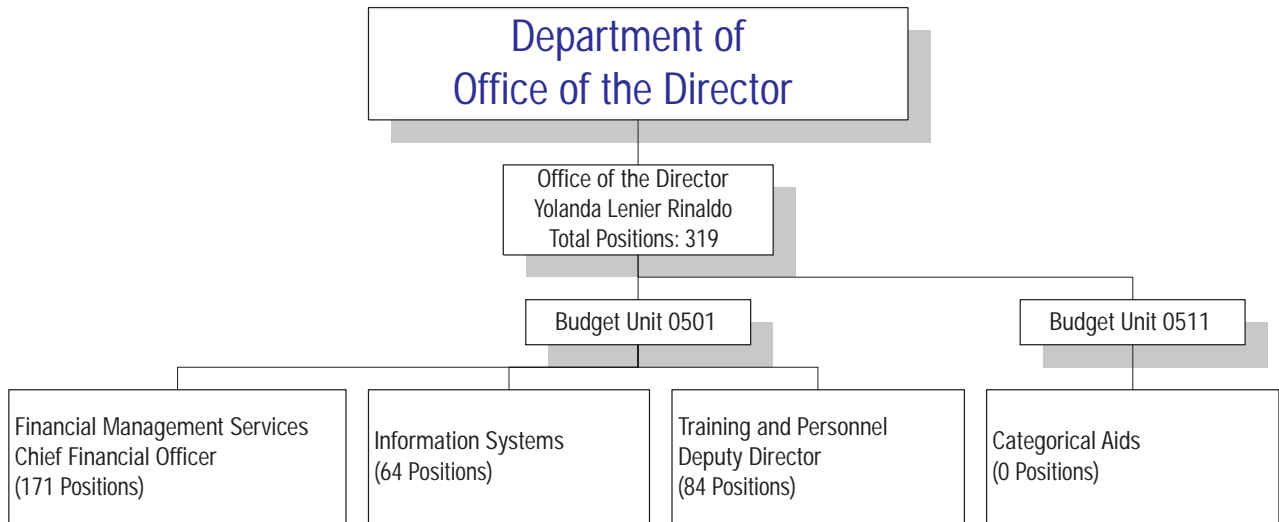 Department of
Office of the Director
Office of the Director
Yolanda Lenier Rinaldo
Total Positions: 319
Budget Unit 0501
Budget Unit 0511
Financial Management Services
Chief Financial Officer
(171 Positions)
Information Systems
(64 Positions)
Training and Personnel
Deputy Director
(84 Positions)
Categorical Aids
(0 Positions)